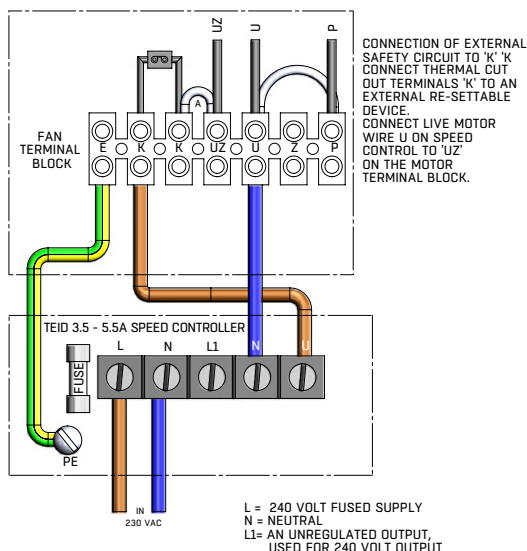 UZ
U
P
CONNECTION OF EXTERNAL
SAFETY CIRCUIT TO 'K' 'K
CONNECT THERMAL CUT
OUT TERMINALS 'K' TO AN
EXTERNAL RE-SETTABLE
DEVICE.
CONNECT LIVE MOTOR
WIRE U ON SPEED
CONTROL TO 'UZ'
ON THE MOTOR
TERMINAL BLOCK.
A
FAN
TERMINAL
BLOCK
E K K UZ U Z P
TEID 3.5 - 5.5A SPEED CONTROLLER
L N L1 N U
FUSE
PE
IN
230 VAC
L = 240 VOLT FUSED SUPPLY
N = NEUTRAL
L1= AN UNREGULATED OUTPUT,
USED FOR 240 VOLT OUTPUT